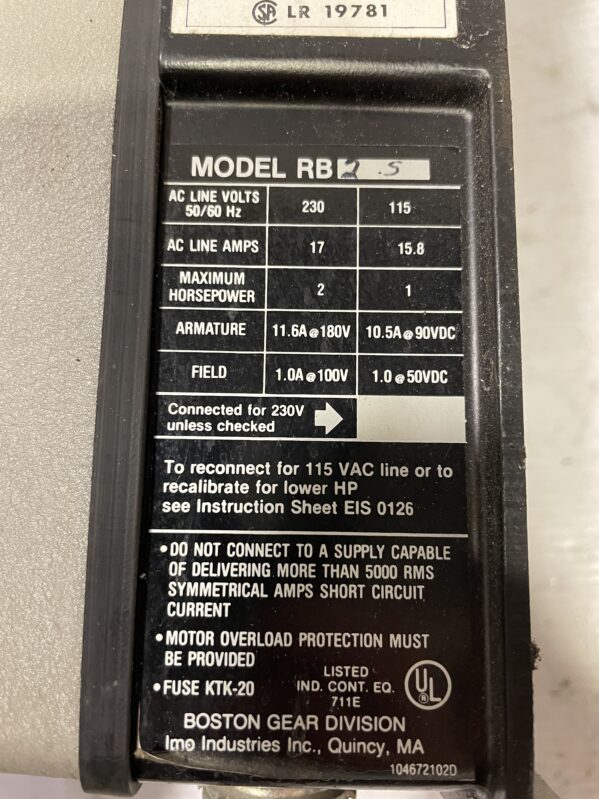 LR 19781
MODEL RB 2.5
AC LINE VOLTS 50/60 Hz 230 115
AC LINE AMPS 17 15.8
MAXIMUM HORSEPOWER 2 1
ARMATURE 11.6A@180V 10.5A@90VDC
FIELD 1.0A@100V 1.0@50VDC
Connected for 230V
unless checked
To reconnect for 115 VAC line or to
recalibrate for lower HP
see Instruction Sheet EIS 0126
•DO NOT CONNECT TO A SUPPLY CAPABLE
OF DELIVERING MORE THAN 5000 RMS
SYMMETRICAL AMPS SHORT CIRCUIT
CURRENT
•MOTOR OVERLOAD PROTECTION MUST
BE PROVIDED
•FUSE KTK-20
LISTED
IND. CONT. EQ.
711E
UL
BOSTON GEAR DIVISION
Imo Industries Inc., Quincy, MA
104672102D